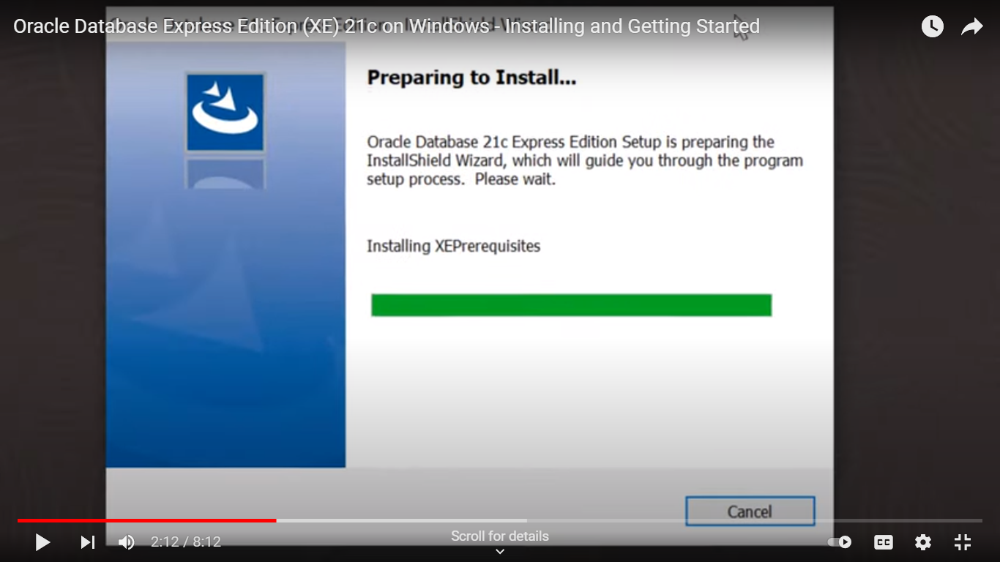 Oracle Database Express Edition (XE) 21c on Windows - Installing and Getting Started
Preparing to Install...
Oracle Database 21c Express Edition Setup is preparing the
InstallShield Wizard, which will guide you through the program
setup process.  Please wait.
Installing XEPrerequisites
Cancel
2:12 / 8:12
Scroll for details
CC